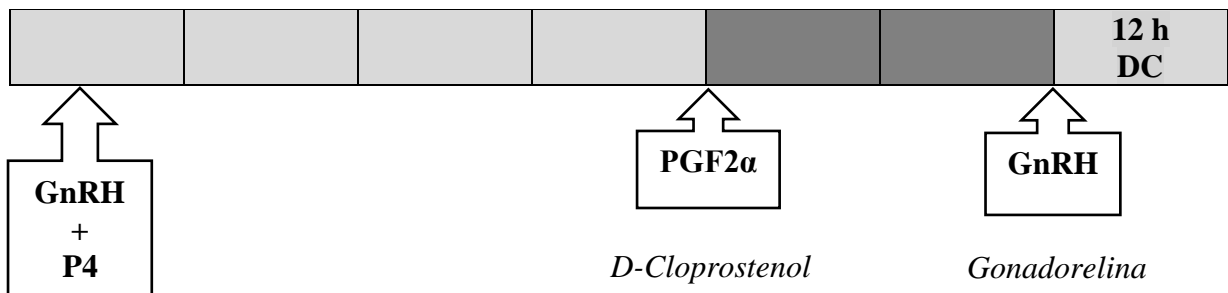 12 h
DC
GnRH
+
P4
PGF2α
GnRH
D-Cloprostenol
Gonadorelina